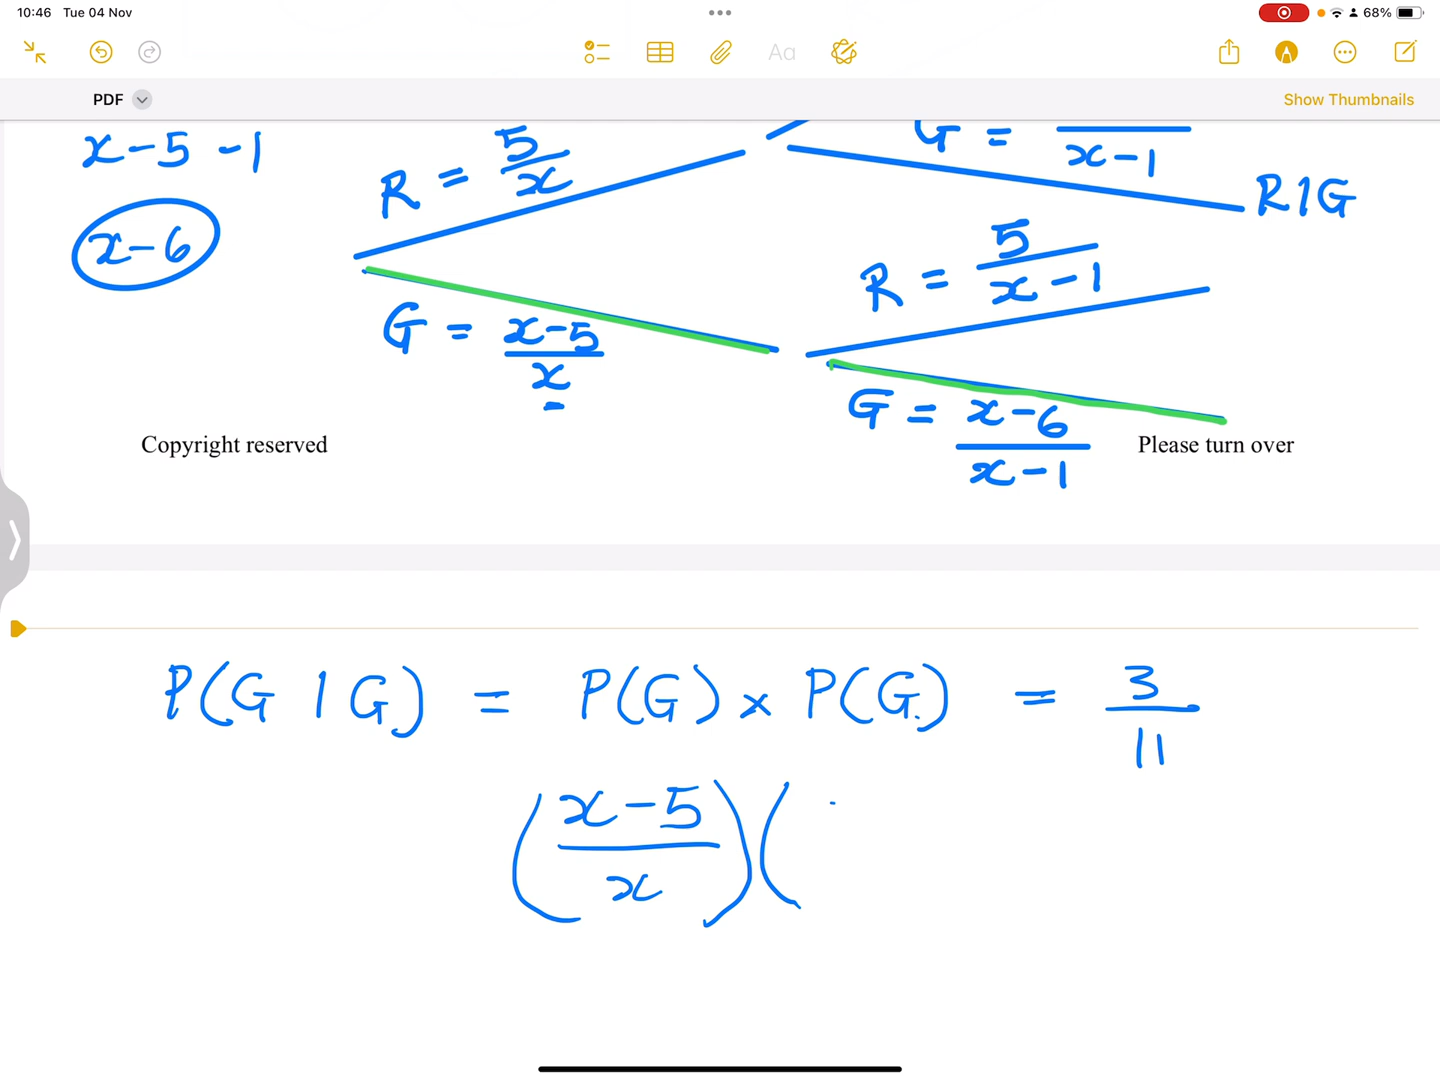 10:46 Tue 04 Nov 68%
Aa
PDF Show Thumbnails
x-5-1
R = 5/x
G = /x-1
R | G
x-6
R = 5/x-1
G = x-5/x
G = x-6/x-1
Copyright reserved Please turn over
P(G | G) = P(G) × P(G) = 3/11
(x-5/x)(